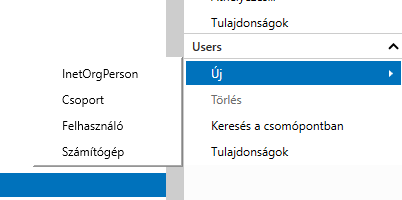 Tulajdonságok
Users
Új
Törlés
Keresés a csomópontban
Tulajdonságok
InetOrgPerson
Csoport
Felhasználó
Számítógép